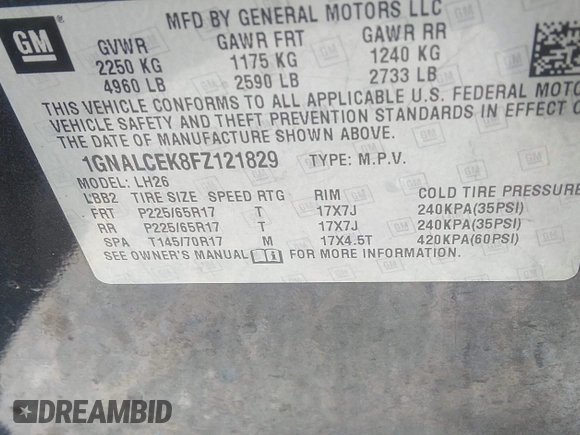 MFD BY GENERAL MOTORS LLC
GM
GVWR GAWR FRT GAWR RR
2250 KG 1175 KG 1240 KG
4960 LB 2590 LB 2733 LB
THIS VEHICLE CONFORMS TO ALL APPLICABLE U.S. FEDERAL MOTOR
VEHICLE SAFETY AND THEFT PREVENTION STANDARDS IN EFFECT O
THE DATE OF MANUFACTURE SHOWN ABOVE.
1GNALCEK8FZ121829 TYPE: M.P.V.
MODEL: LH26
L8B2 TIRE SIZE SPEED RTG RIM COLD TIRE PRESSURE
FRT P225/65R17 T 17X7J 240KPA(35PSI)
RR P225/65R17 T 17X7J 240KPA(35PSI)
SPA T145/70R17 M 17X4.5T 420KPA(60PSI)
SEE OWNER'S MANUAL FOR MORE INFORMATION.
DREAMBID